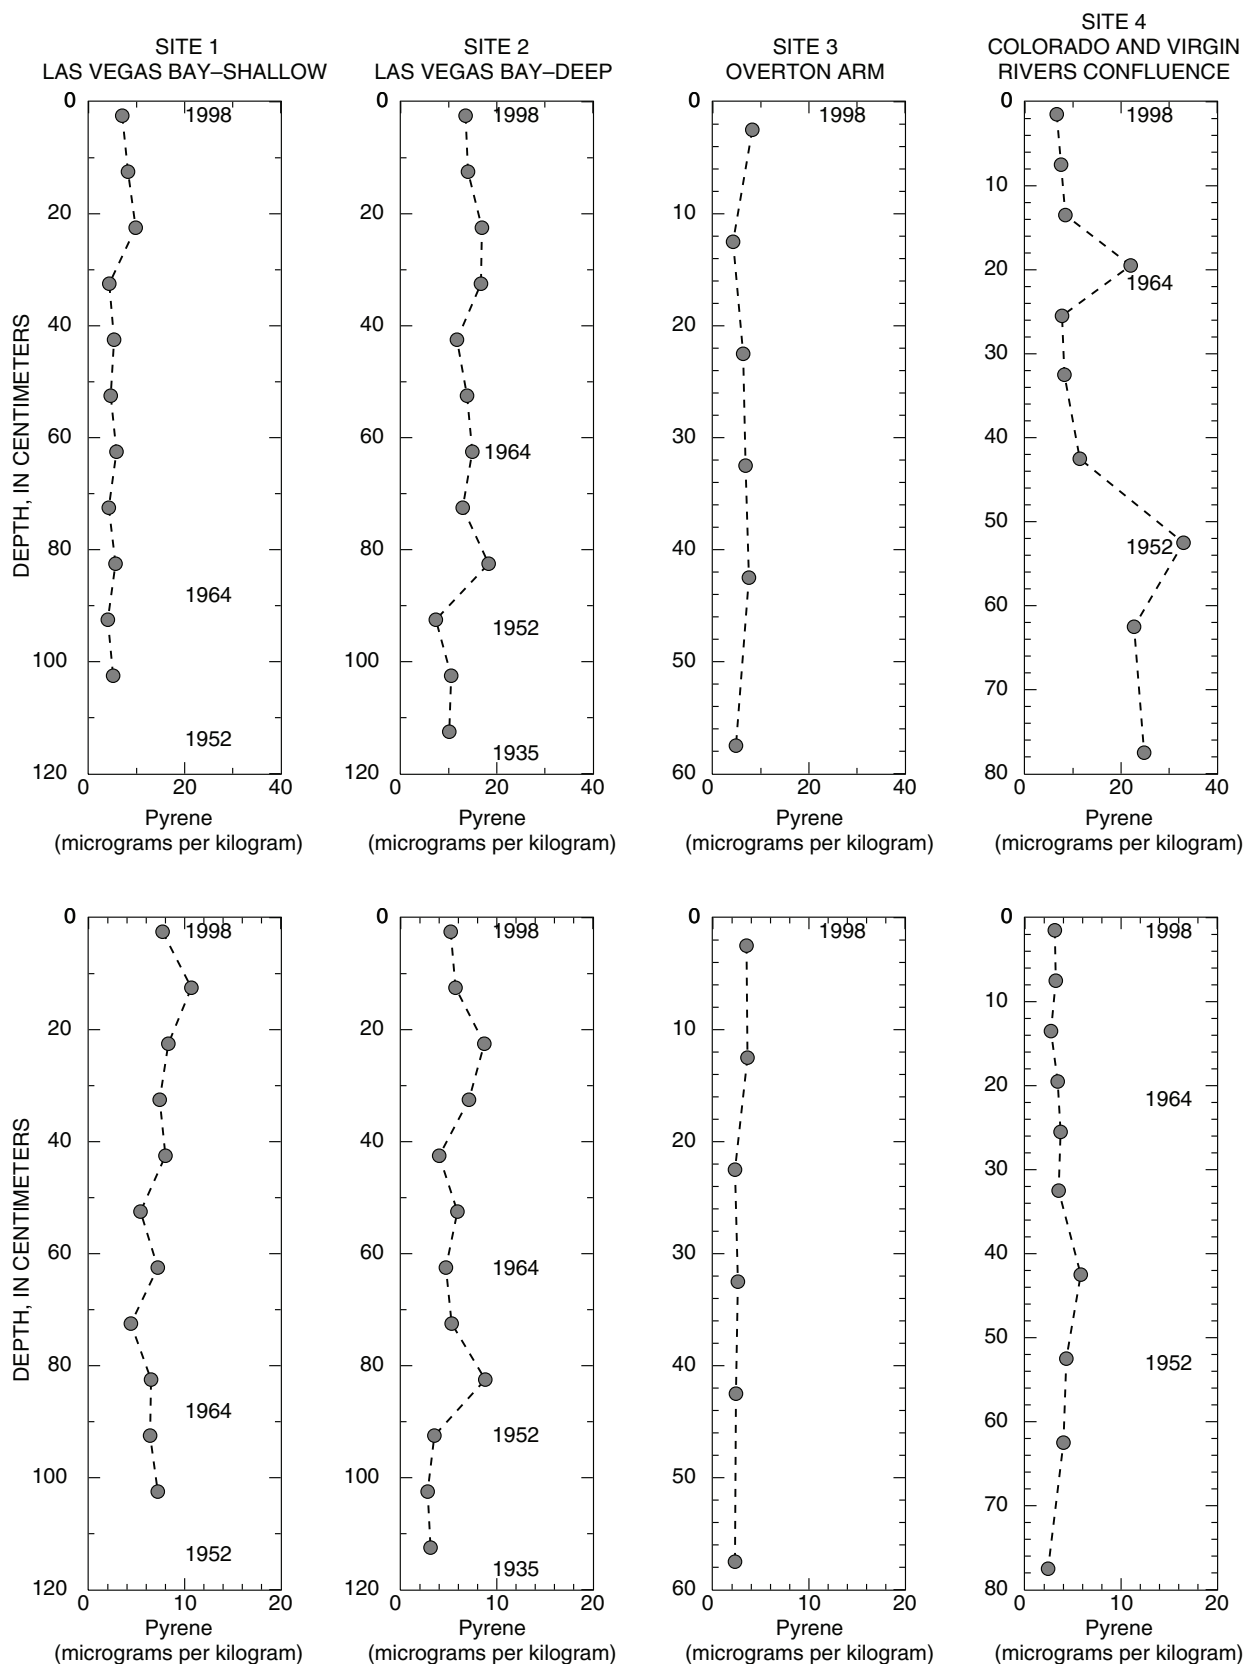 SITE 1
LAS VEGAS BAY–SHALLOW
SITE 2
LAS VEGAS BAY–DEEP
SITE 3
OVERTON ARM
SITE 4
COLORADO AND VIRGIN
RIVERS CONFLUENCE
DEPTH, IN CENTIMETERS
0
20
40
60
80
100
120
1998
1964
1952
0 20 40
Pyrene
(micrograms per kilogram)
0
20
40
60
80
100
120
1998
1964
1952
1935
0 20 40
Pyrene
(micrograms per kilogram)
0
10
20
30
40
50
60
1998
0 20 40
Pyrene
(micrograms per kilogram)
0
10
20
30
40
50
60
70
80
1998
1964
1952
0 20 40
Pyrene
(micrograms per kilogram)
DEPTH, IN CENTIMETERS
0
20
40
60
80
100
120
1998
1964
1952
0 10 20
Pyrene
(micrograms per kilogram)
0
20
40
60
80
100
120
1998
1964
1952
1935
0 10 20
Pyrene
(micrograms per kilogram)
0
10
20
30
40
50
60
1998
0 10 20
Pyrene
(micrograms per kilogram)
0
10
20
30
40
50
60
70
80
1998
1964
1952
0 10 20
Pyrene
(micrograms per kilogram)